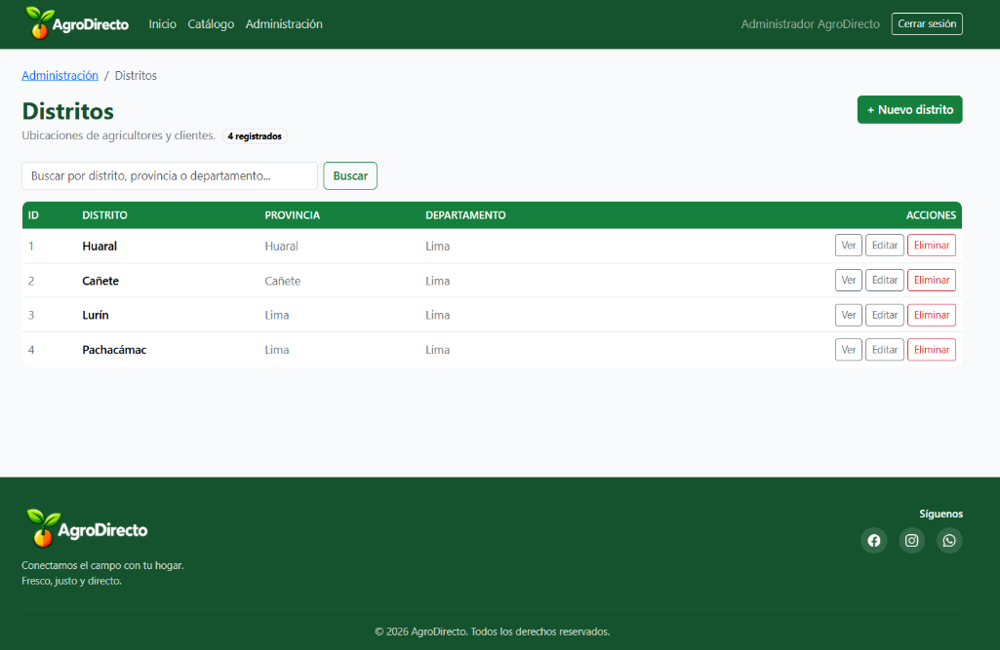 AgroDirecto Inicio Catálogo Administración Administrador AgroDirecto Cerrar sesión
Administración / Distritos
Distritos
+ Nuevo distrito
Ubicaciones de agricultores y clientes. 4 registrados
Buscar por distrito, provincia o departamento... Buscar
ID DISTRITO PROVINCIA DEPARTAMENTO ACCIONES
1 Huaral Huaral Lima Ver Editar Eliminar
2 Cañete Cañete Lima Ver Editar Eliminar
3 Lurín Lima Lima Ver Editar Eliminar
4 Pachacámac Lima Lima Ver Editar Eliminar
AgroDirecto
Síguenos
Conectamos el campo con tu hogar.
Fresco, justo y directo.
© 2026 AgroDirecto. Todos los derechos reservados.